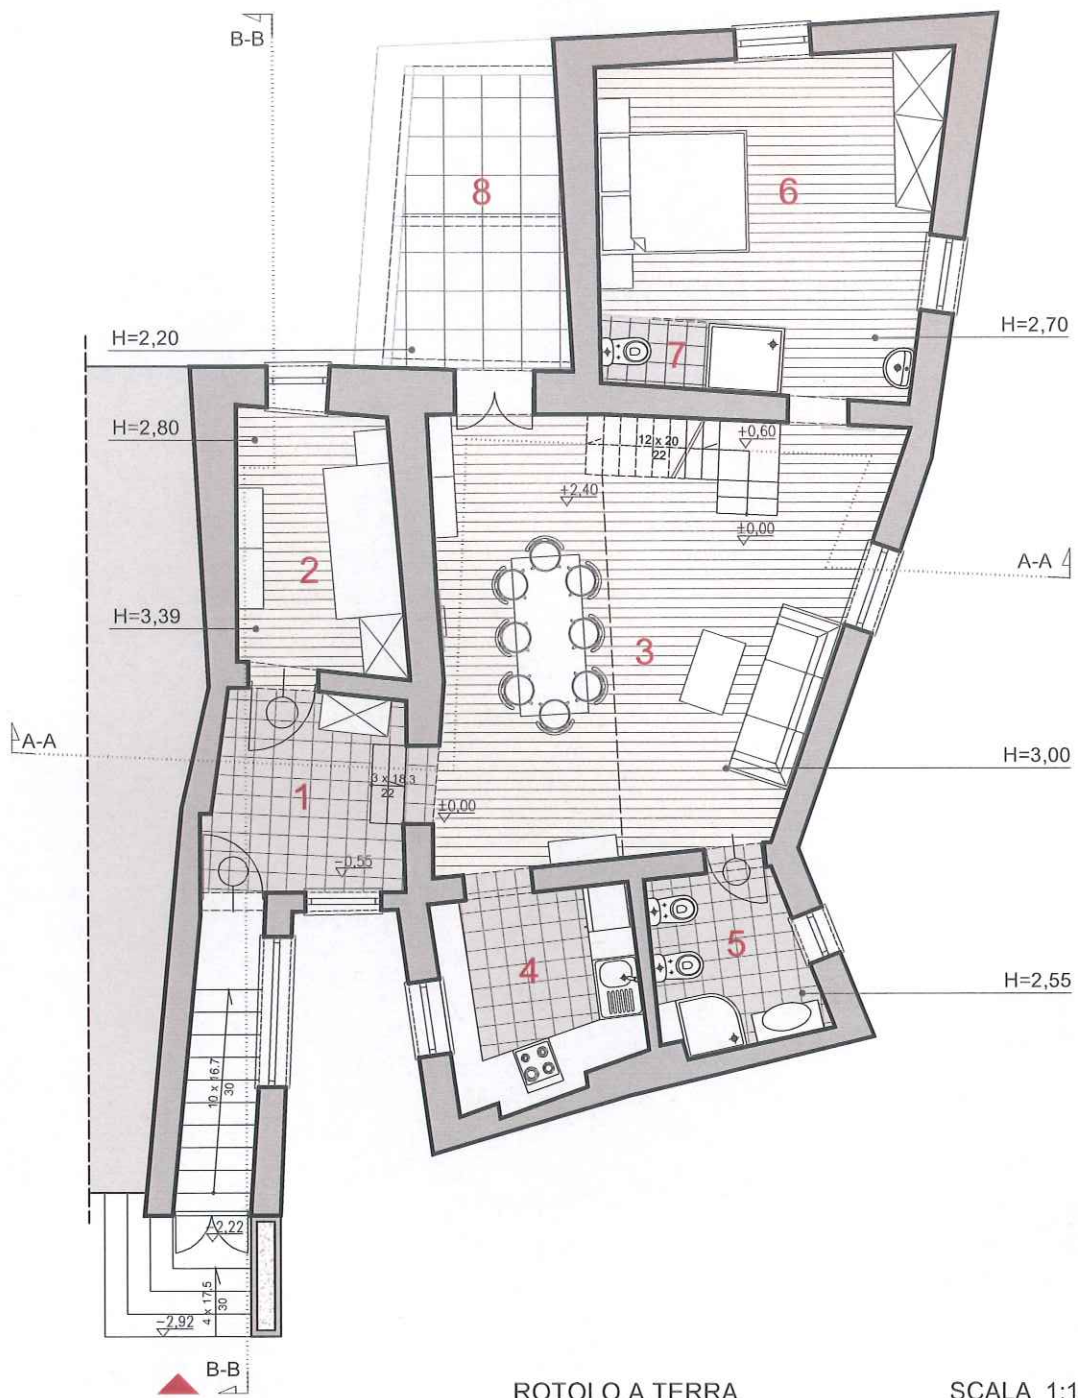 B-B
8
6
H=2,20
7
H=2,70
H=2,80
12 x 20
22
+0,60
+2,40
±0,00
A-A
2
H=3,39
3
A-A
H=3,00
1
3 x 18,3
22
±0,00
-0,55
4
5
H=2,55
10 x 16,7
30
-2,22
4 x 17,5
30
-2,92
B-B
SCALA 1:1